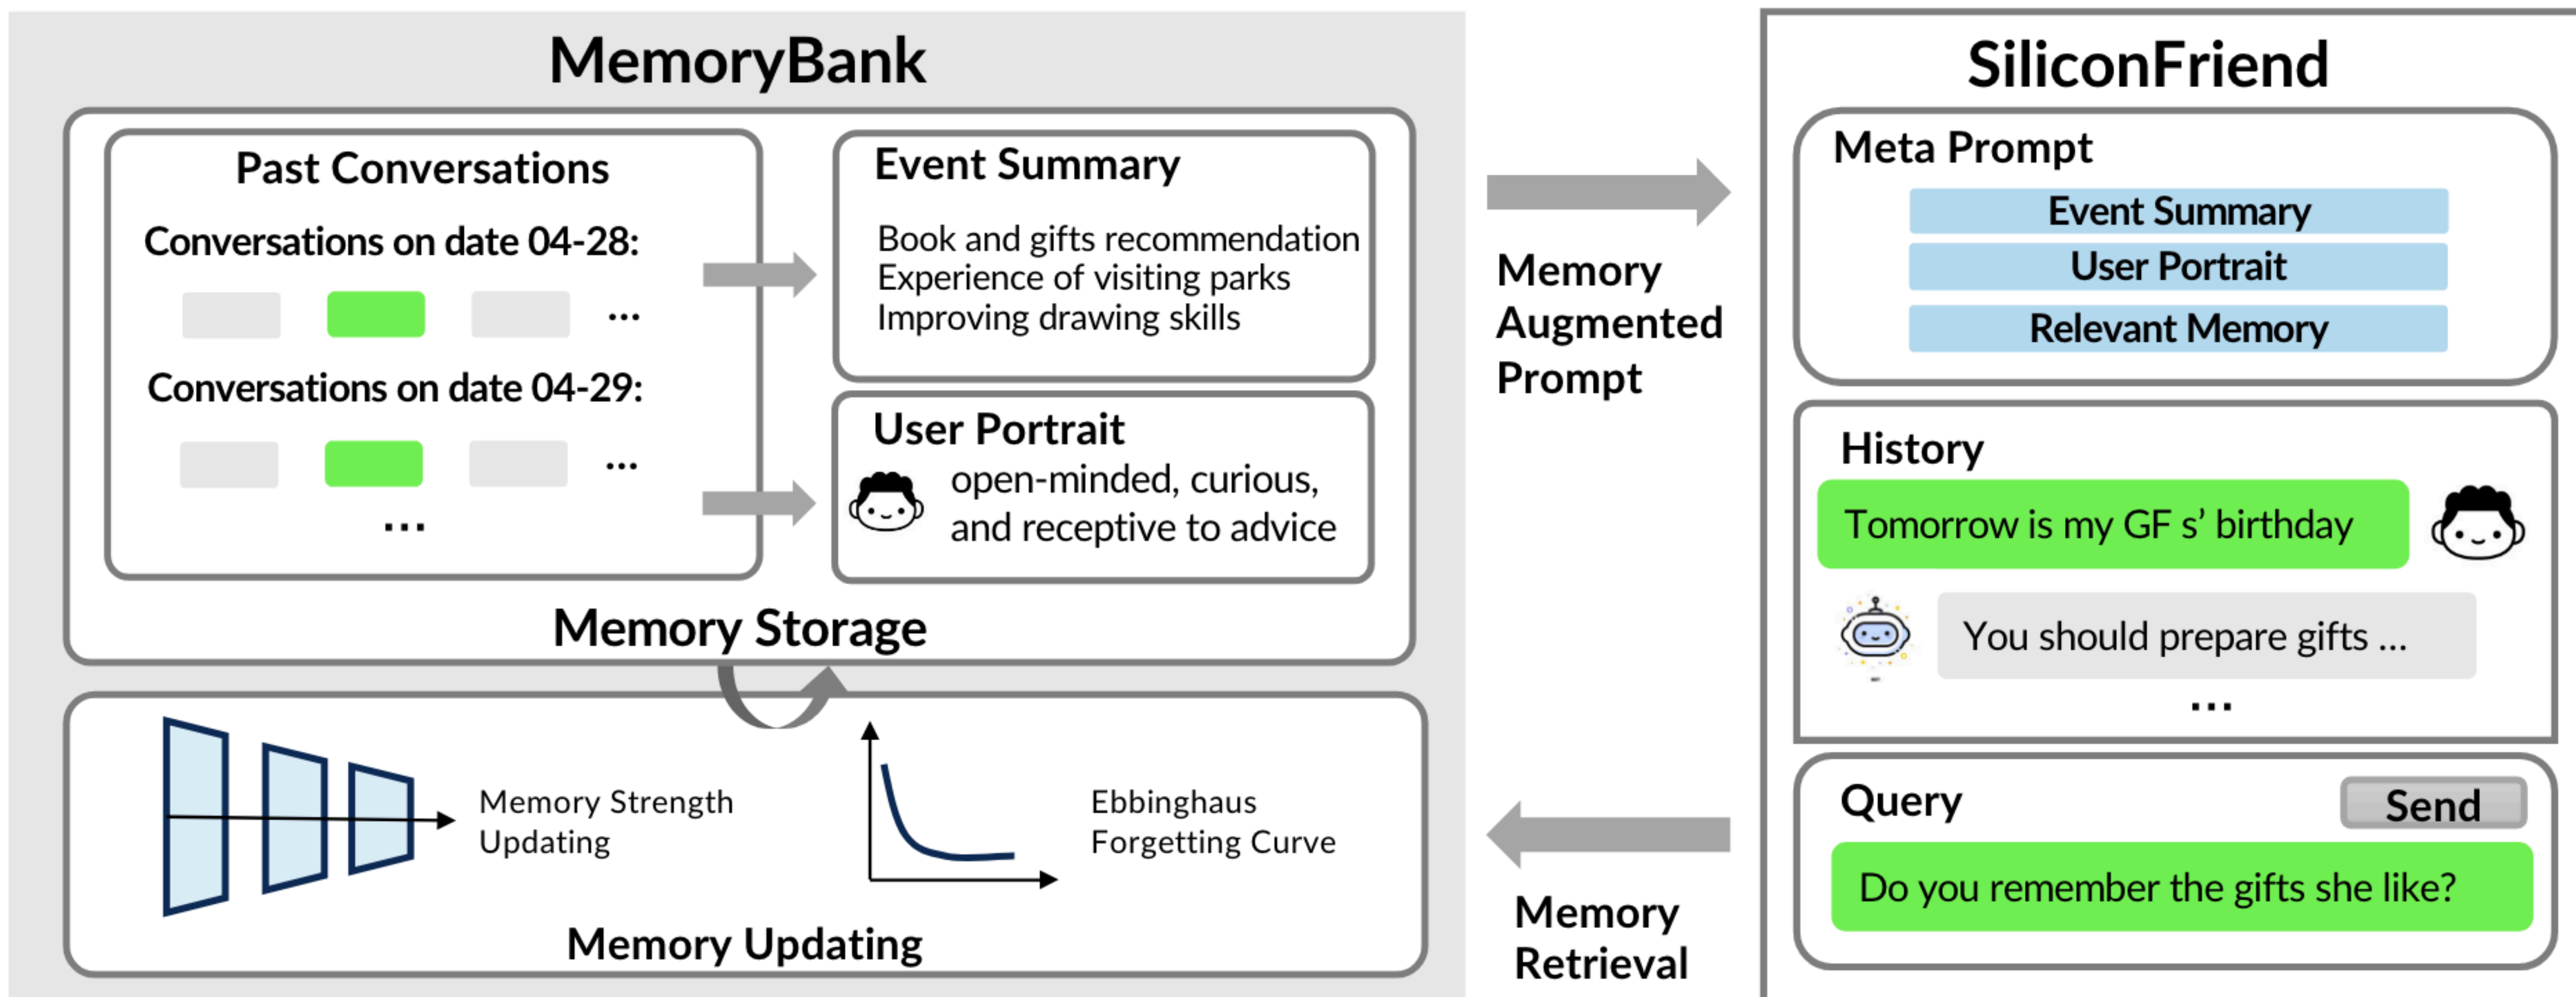 MemoryBank
Past Conversations
Conversations on date 04-28:
...
Conversations on date 04-29:
...
...
Event Summary
Book and gifts recommendation
Experience of visiting parks
Improving drawing skills
User Portrait
open-minded, curious,
and receptive to advice
Memory Storage
Memory Strength
Updating
Ebbinghaus
Forgetting Curve
Memory Updating
Memory
Augmented
Prompt
Memory
Retrieval
SiliconFriend
Meta Prompt
Event Summary
User Portrait
Relevant Memory
History
Tomorrow is my GF s’ birthday
You should prepare gifts ...
...
Query
Send
Do you remember the gifts she like?